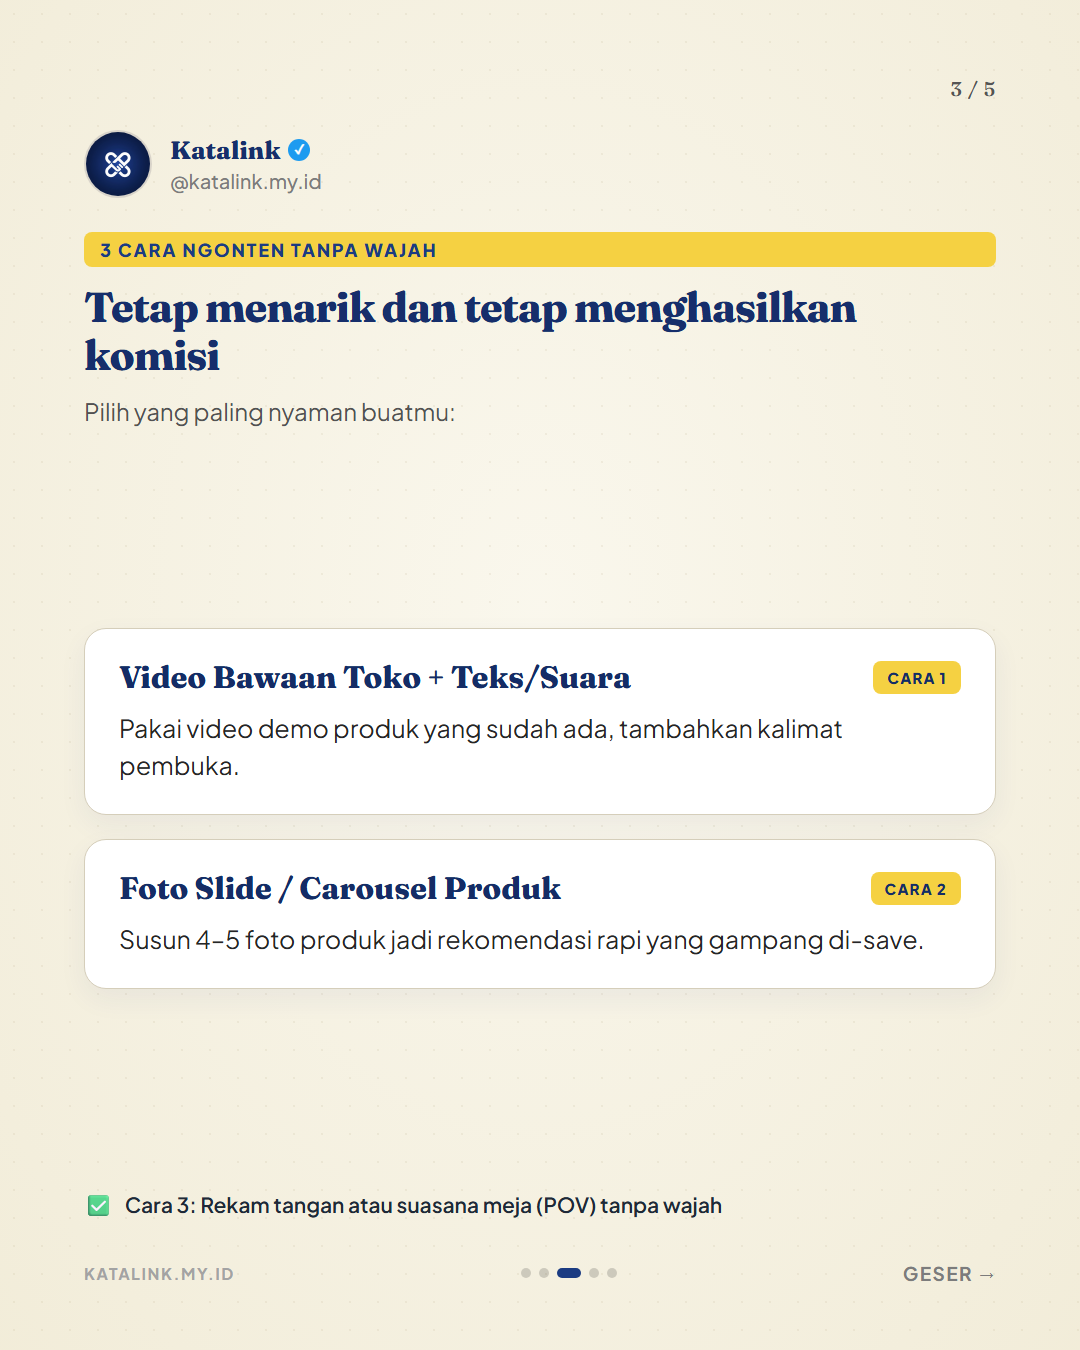 3 / 5
Katalink
@katalink.my.id
3 CARA NGONTEN TANPA WAJAH
Tetap menarik dan tetap menghasilkan
komisi
Pilih yang paling nyaman buatmu:
Video Bawaan Toko + Teks/Suara
CARA 1
Pakai video demo produk yang sudah ada, tambahkan kalimat
pembuka.
Foto Slide / Carousel Produk
CARA 2
Susun 4–5 foto produk jadi rekomendasi rapi yang gampang di-save.
✅ Cara 3: Rekam tangan atau suasana meja (POV) tanpa wajah
KATALINK.MY.ID
GESER →